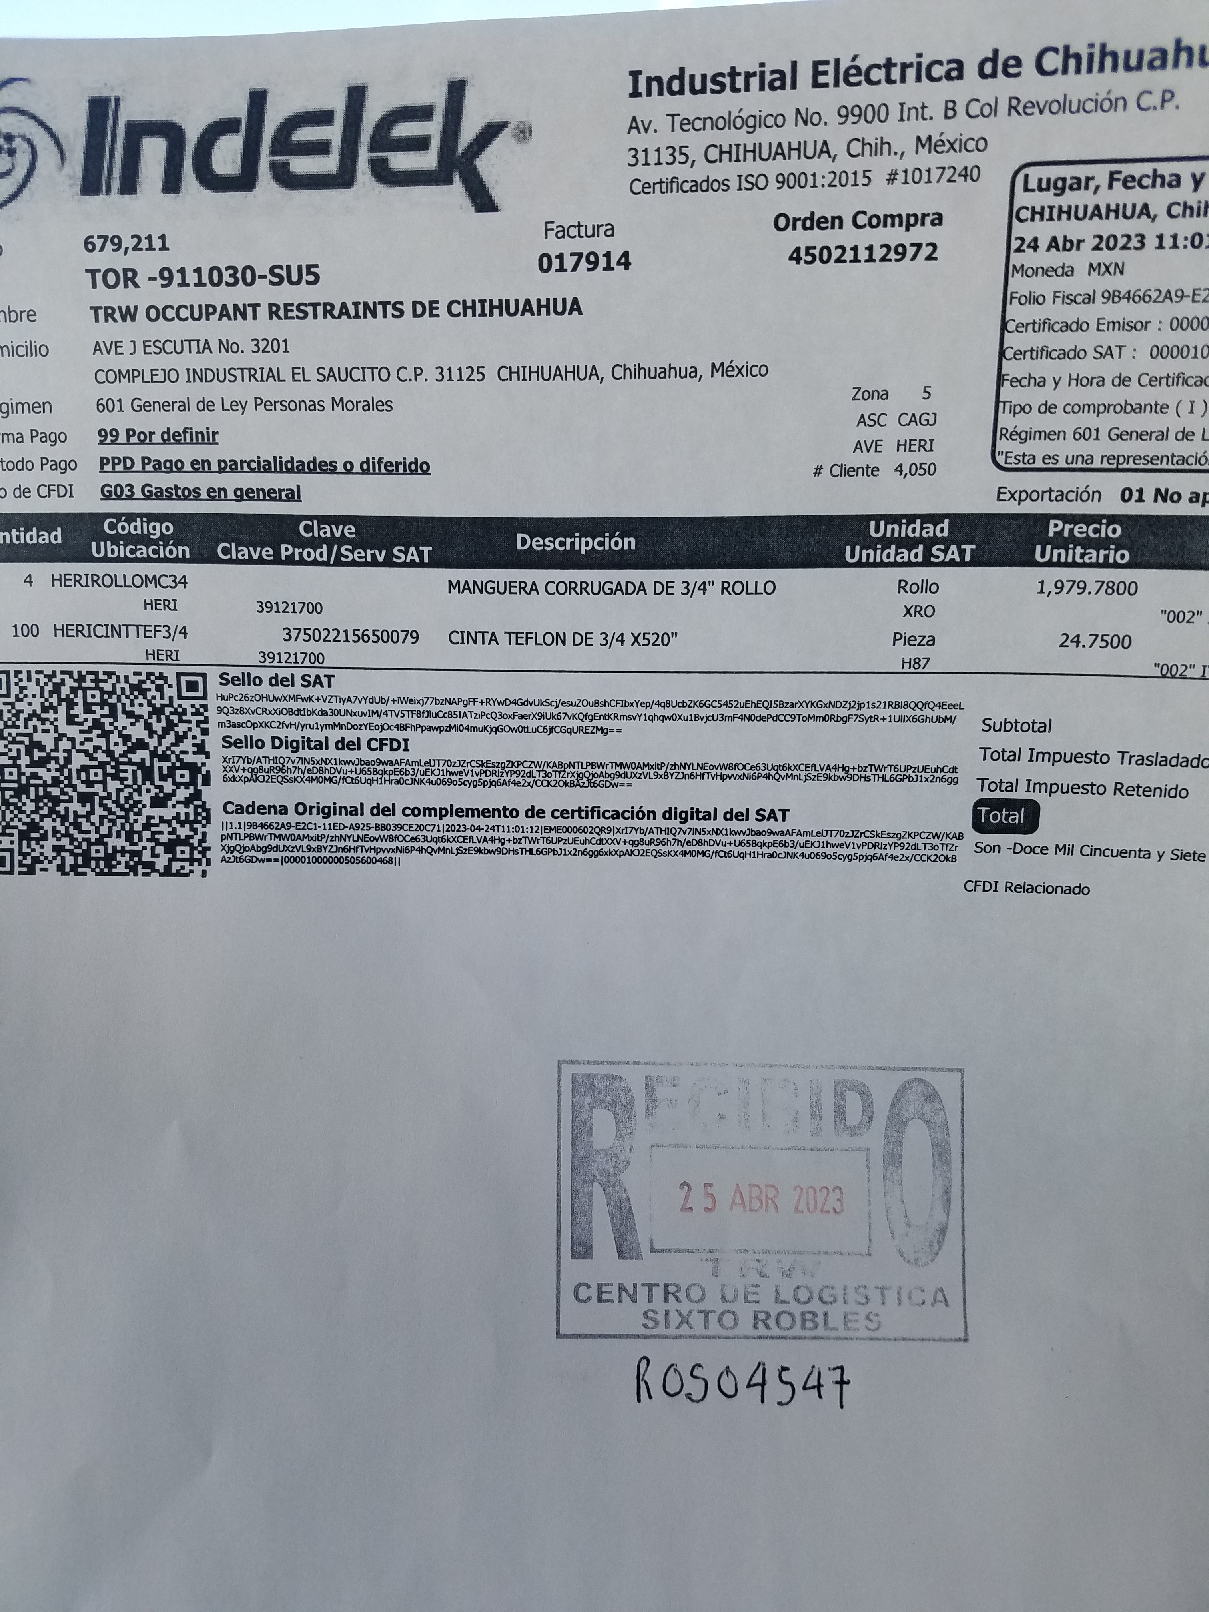 Indelek®
Industrial Eléctrica de Chihuahu
Av. Tecnológico No. 9900 Int. B Col Revolución C.P.
31135, CHIHUAHUA, Chih., México
Certificados ISO 9001:2015 #1017240
Lugar, Fecha y
CHIHUAHUA, Chih
24 Abr 2023 11:01
Moneda MXN
Folio Fiscal 9B4662A9-E2
Certificado Emisor : 0000
Certificado SAT : 000010
Fecha y Hora de Certificac
Tipo de comprobante ( I )
Régimen 601 General de L
"Esta es una representació
Exportación 01 No ap
679,211
Factura
Orden Compra
TOR -911030-SU5
017914
4502112972
mbre TRW OCCUPANT RESTRAINTS DE CHIHUAHUA
micilio AVE J ESCUTIA No. 3201
COMPLEJO INDUSTRIAL EL SAUCITO C.P. 31125 CHIHUAHUA, Chihuahua, México
gimen 601 General de Ley Personas Morales
rma Pago 99 Por definir
todo Pago PPD Pago en parcialidades o diferido
o de CFDI G03 Gastos en general
Zona 5
ASC CAGJ
AVE HERI
# Cliente 4,050
ntidad Código Clave Descripción Unidad Precio
Ubicación Clave Prod/Serv SAT Unidad SAT Unitario
4 HERIROLLOMC34 MANGUERA CORRUGADA DE 3/4" ROLLO Rollo 1,979.7800
HERI 39121700 XRO "002"
100 HERICINTTEF3/4 37502215650079 CINTA TEFLON DE 3/4 X520" Pieza 24.7500
HERI 39121700 H87 "002" I
Sello del SAT
Sello Digital del CFDI
Cadena Original del complemento de certificación digital del SAT
AzJt6GDw==|00001000000505600468||
Subtotal
Total Impuesto Trasladado
Total Impuesto Retenido
Total
Son -Doce Mil Cincuenta y Siete
CFDI Relacionado
RECIBIDO
25 ABR 2023
TRW
CENTRO DE LOGISTICA
SIXTO ROBLES
R0504547